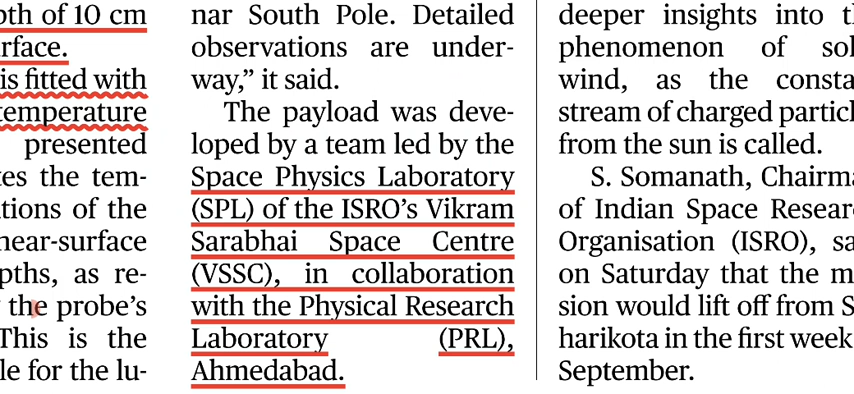 pth of 10 cm
rface.
is fitted with
temperature
presented
tes the tem-
tions of the
near-surface
pths, as re-
the probe’s
This is the
le for the lu-
nar South Pole. Detailed
observations are under-
way,” it said.
The payload was deve-
loped by a team led by the
Space Physics Laboratory
(SPL) of the ISRO’s Vikram
Sarabhai Space Centre
(VSSC), in collaboration
with the Physical Research
Laboratory (PRL),
Ahmedabad.
deeper insights into t
phenomenon of sol
wind, as the consta
stream of charged particl
from the sun is called.
S. Somanath, Chairma
of Indian Space Resear
Organisation (ISRO), sa
on Saturday that the m
sion would lift off from S
harikota in the first week
September.